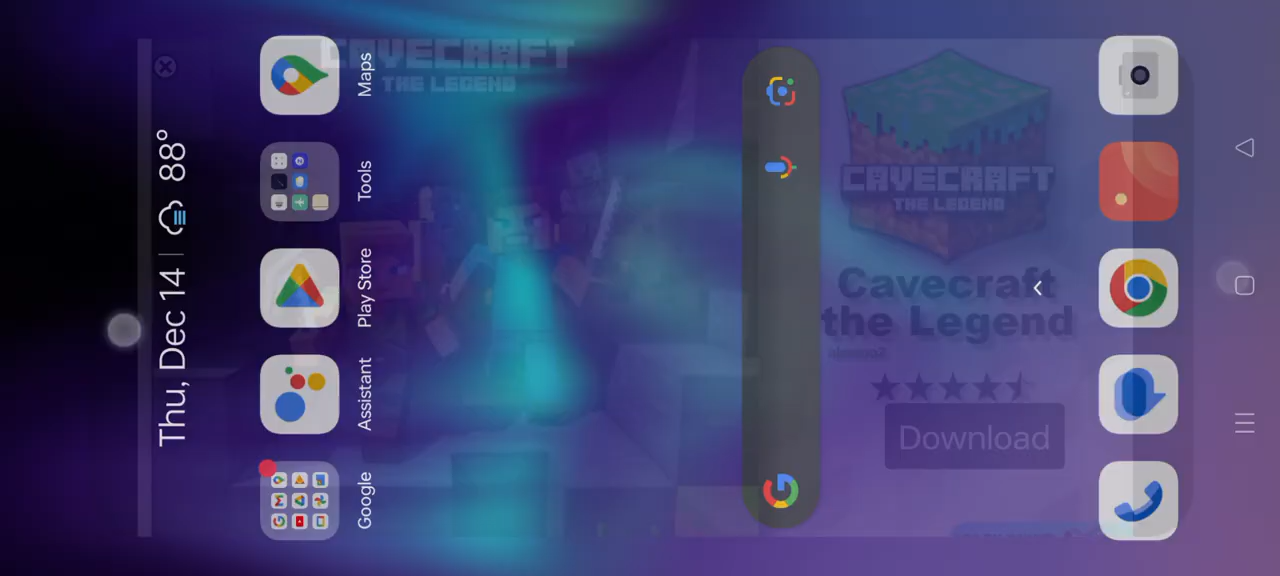 Thu, Dec 14 | 88°
Maps
Tools
Play Store
Assistant
Google
CAVECRAFT
THE LEGEND
CAVECRAFT
THE LEGEND
Cavecraft
the Legend
Download